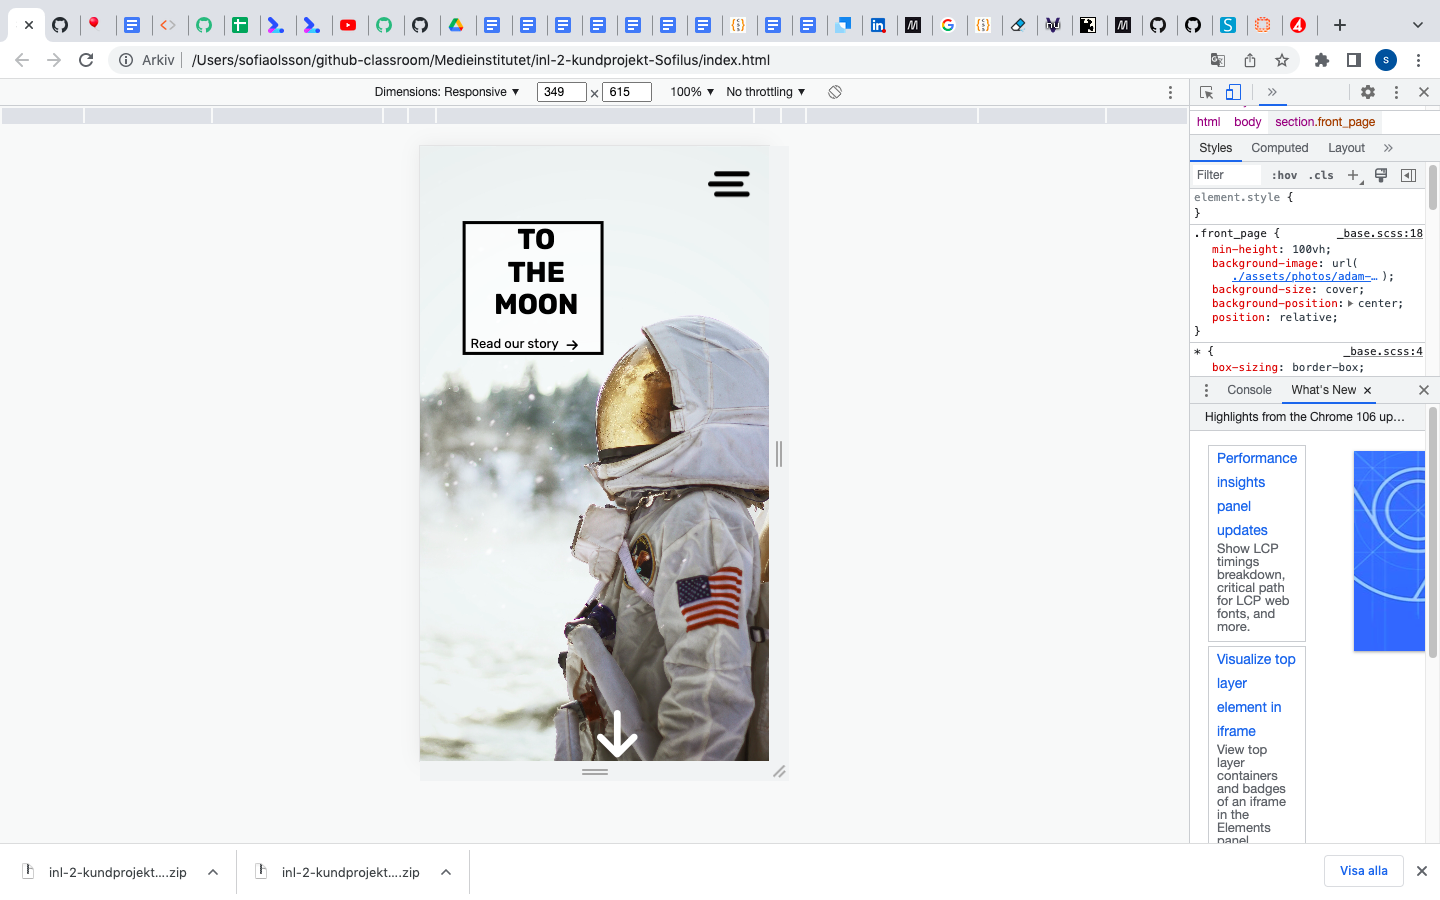 Arkiv /Users/sofiaolsson/github-classroom/Medieinstitutet/inl-2-kundprojekt-Sofilus/index.html
S
Dimensions: Responsive ▼ 349 × 615 100% ▼ No throttling ▼
TO
THE
MOON
Read our story →
html body section.front_page
Styles Computed Layout »
Filter :hov .cls +
element.style {
}
.front_page { _base.scss:18
min-height: 100vh;
background-image: url(
./assets/photos/adam-… );
background-size: cover;
background-position: ▶ center;
position: relative;
}
* { _base.scss:4
box-sizing: border-box;
Console What's New ×
Highlights from the Chrome 106 up…
Performance
insights
panel
updates
Show LCP
timings
breakdown,
critical path
for LCP web
fonts, and
more.
Visualize top
layer
element in
iframe
View top
layer
containers
and badges
of an iframe
in the
Elements
panel
inl-2-kundprojekt....zip
inl-2-kundprojekt....zip
Visa alla